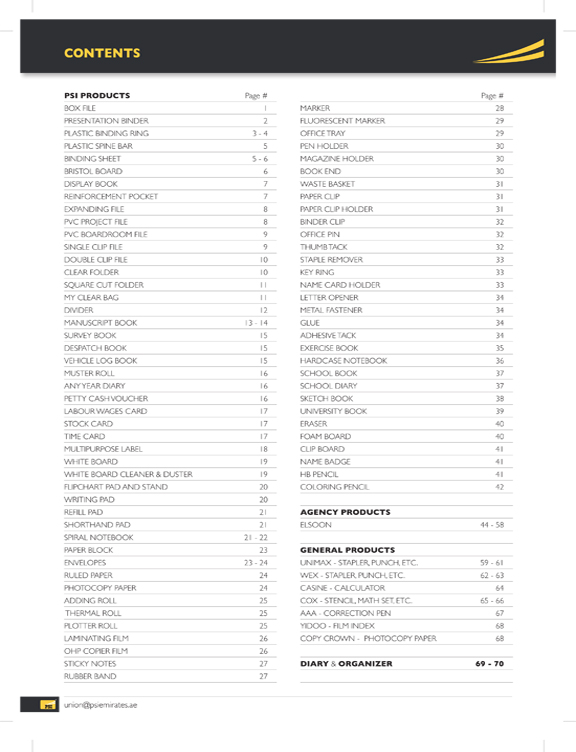 CONTENTS
PSI PRODUCTS Page #
BOX FILE 1
PRESENTATION BINDER 2
PLASTIC BINDING RING 3 - 4
PLASTIC SPINE BAR 5
BINDING SHEET 5 - 6
BRISTOL BOARD 6
DISPLAY BOOK 7
REINFORCEMENT POCKET 7
EXPANDING FILE 8
PVC PROJECT FILE 8
PVC BOARDROOM FILE 9
SINGLE CLIP FILE 9
DOUBLE CLIP FILE 10
CLEAR FOLDER 10
SQUARE CUT FOLDER 11
MY CLEAR BAG 11
DIVIDER 12
MANUSCRIPT BOOK 13 - 14
SURVEY BOOK 15
DESPATCH BOOK 15
VEHICLE LOG BOOK 15
MUSTER ROLL 16
ANY YEAR DIARY 16
PETTY CASH VOUCHER 16
LABOUR WAGES CARD 17
STOCK CARD 17
TIME CARD 17
MULTIPURPOSE LABEL 18
WHITE BOARD 19
WHITE BOARD CLEANER & DUSTER 19
FLIPCHART PAD AND STAND 20
WRITING PAD 20
REFILL PAD 21
SHORTHAND PAD 21
SPIRAL NOTEBOOK 21 - 22
PAPER BLOCK 23
ENVELOPES 23 - 24
RULED PAPER 24
PHOTOCOPY PAPER 24
ADDING ROLL 25
THERMAL ROLL 25
PLOTTER ROLL 25
LAMINATING FILM 26
OHP COPIER FILM 26
STICKY NOTES 27
RUBBER BAND 27
Page #
MARKER 28
FLUORESCENT MARKER 29
OFFICE TRAY 29
PEN HOLDER 30
MAGAZINE HOLDER 30
BOOK END 30
WASTE BASKET 31
PAPER CLIP 31
PAPER CLIP HOLDER 31
BINDER CLIP 32
OFFICE PIN 32
THUMBTACK 32
STAPLE REMOVER 33
KEY RING 33
NAME CARD HOLDER 33
LETTER OPENER 34
METAL FASTENER 34
GLUE 34
ADHESIVE TACK 34
EXERCISE BOOK 35
HARDCASE NOTEBOOK 36
SCHOOL BOOK 37
SCHOOL DIARY 37
SKETCH BOOK 38
UNIVERSITY BOOK 39
ERASER 40
FOAM BOARD 40
CLIP BOARD 41
NAME BADGE 41
HB PENCIL 41
COLORING PENCIL 42
AGENCY PRODUCTS
ELSOON 44 - 58
GENERAL PRODUCTS
UNIMAX - STAPLER, PUNCH, ETC. 59 - 61
WEX - STAPLER, PUNCH, ETC. 62 - 63
CASINE - CALCULATOR 64
COX - STENCIL, MATH SET, ETC. 65 - 66
AAA - CORRECTION PEN 67
YIDOO - FILM INDEX 68
COPY CROWN - PHOTOCOPY PAPER 68
DIARY & ORGANIZER 69 - 70
PSI
union@psiemirates.ae